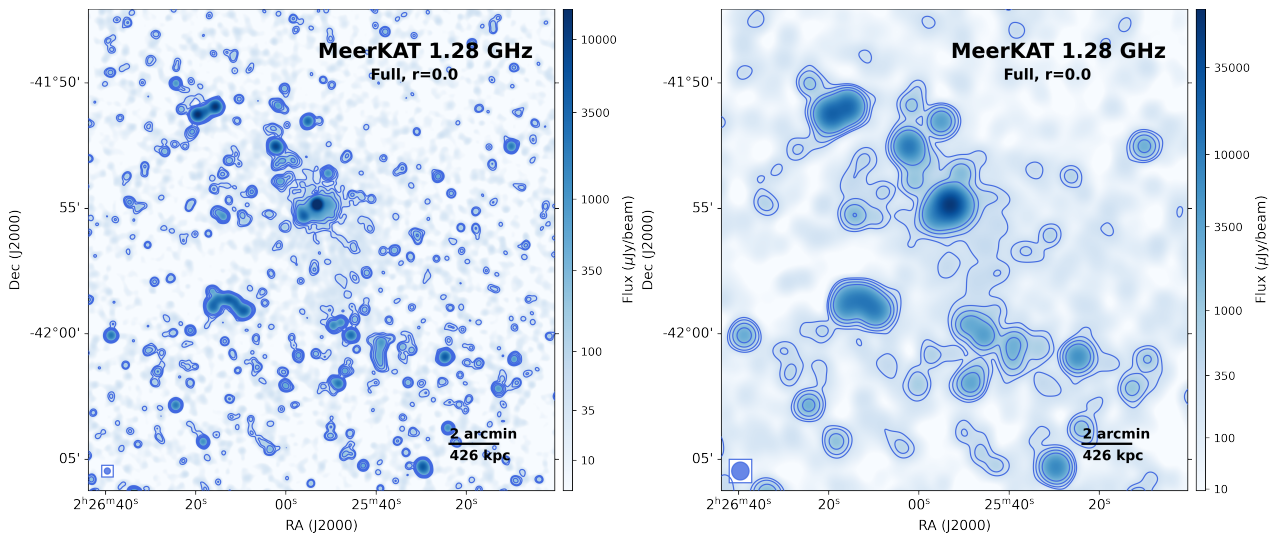 MeerKAT 1.28 GHz
Full, r=0.0
-41°50'
55'
-42°00'
05'
Dec (J2000)
2 arcmin
426 kpc
2ʰ26ᵐ40ˢ
20ˢ
00ˢ
25ᵐ40ˢ
20ˢ
RA (J2000)
10000
3500
1000
350
100
35
10
Flux (μJy/beam)
MeerKAT 1.28 GHz
Full, r=0.0
-41°50'
55'
-42°00'
05'
Dec (J2000)
2 arcmin
426 kpc
2ʰ26ᵐ40ˢ
20ˢ
00ˢ
25ᵐ40ˢ
20ˢ
RA (J2000)
35000
10000
3500
1000
350
100
10
Flux (μJy/beam)